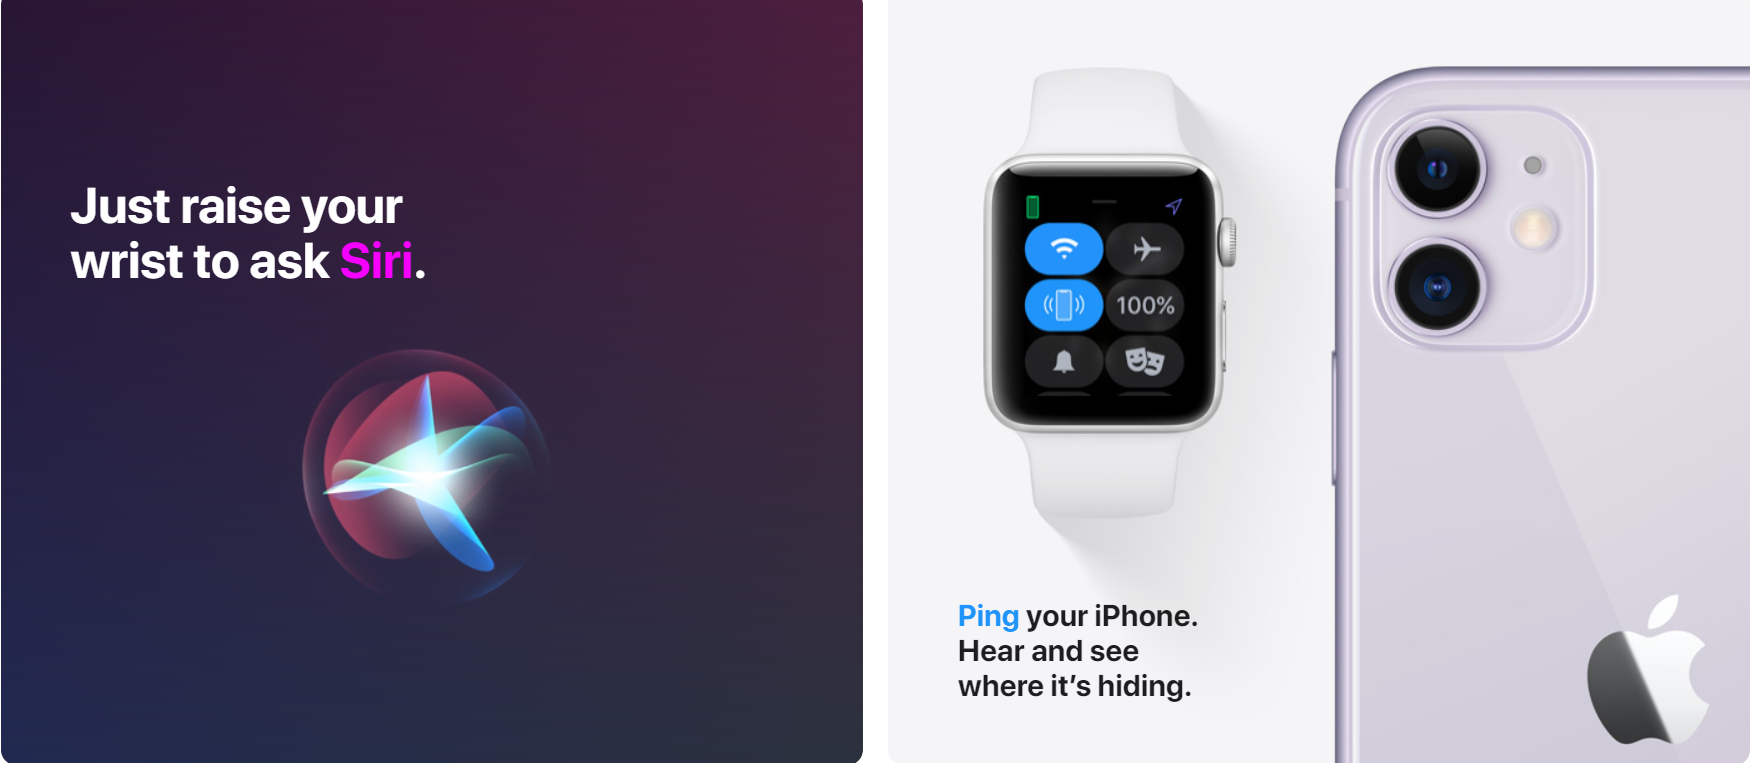 Just raise your
wrist to ask Siri.
100%
Ping your iPhone.
Hear and see
where it’s hiding.